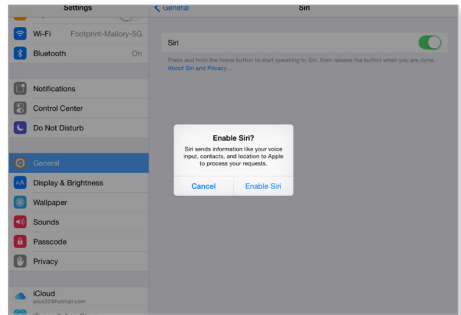 Settings
General
Siri
Wi-Fi
Footprint-Mallory-5G
Bluetooth
On
Notifications
Control Center
Do Not Disturb
General
Display & Brightness
Wallpaper
Sounds
Passcode
Privacy
iCloud
Siri
Press and hold the home button to start speaking to Siri, then release the button when you are done.
About Siri and Privacy...
Enable Siri?
Siri sends information like your voice
input, contacts, and location to Apple
to process your requests.
Cancel
Enable Siri